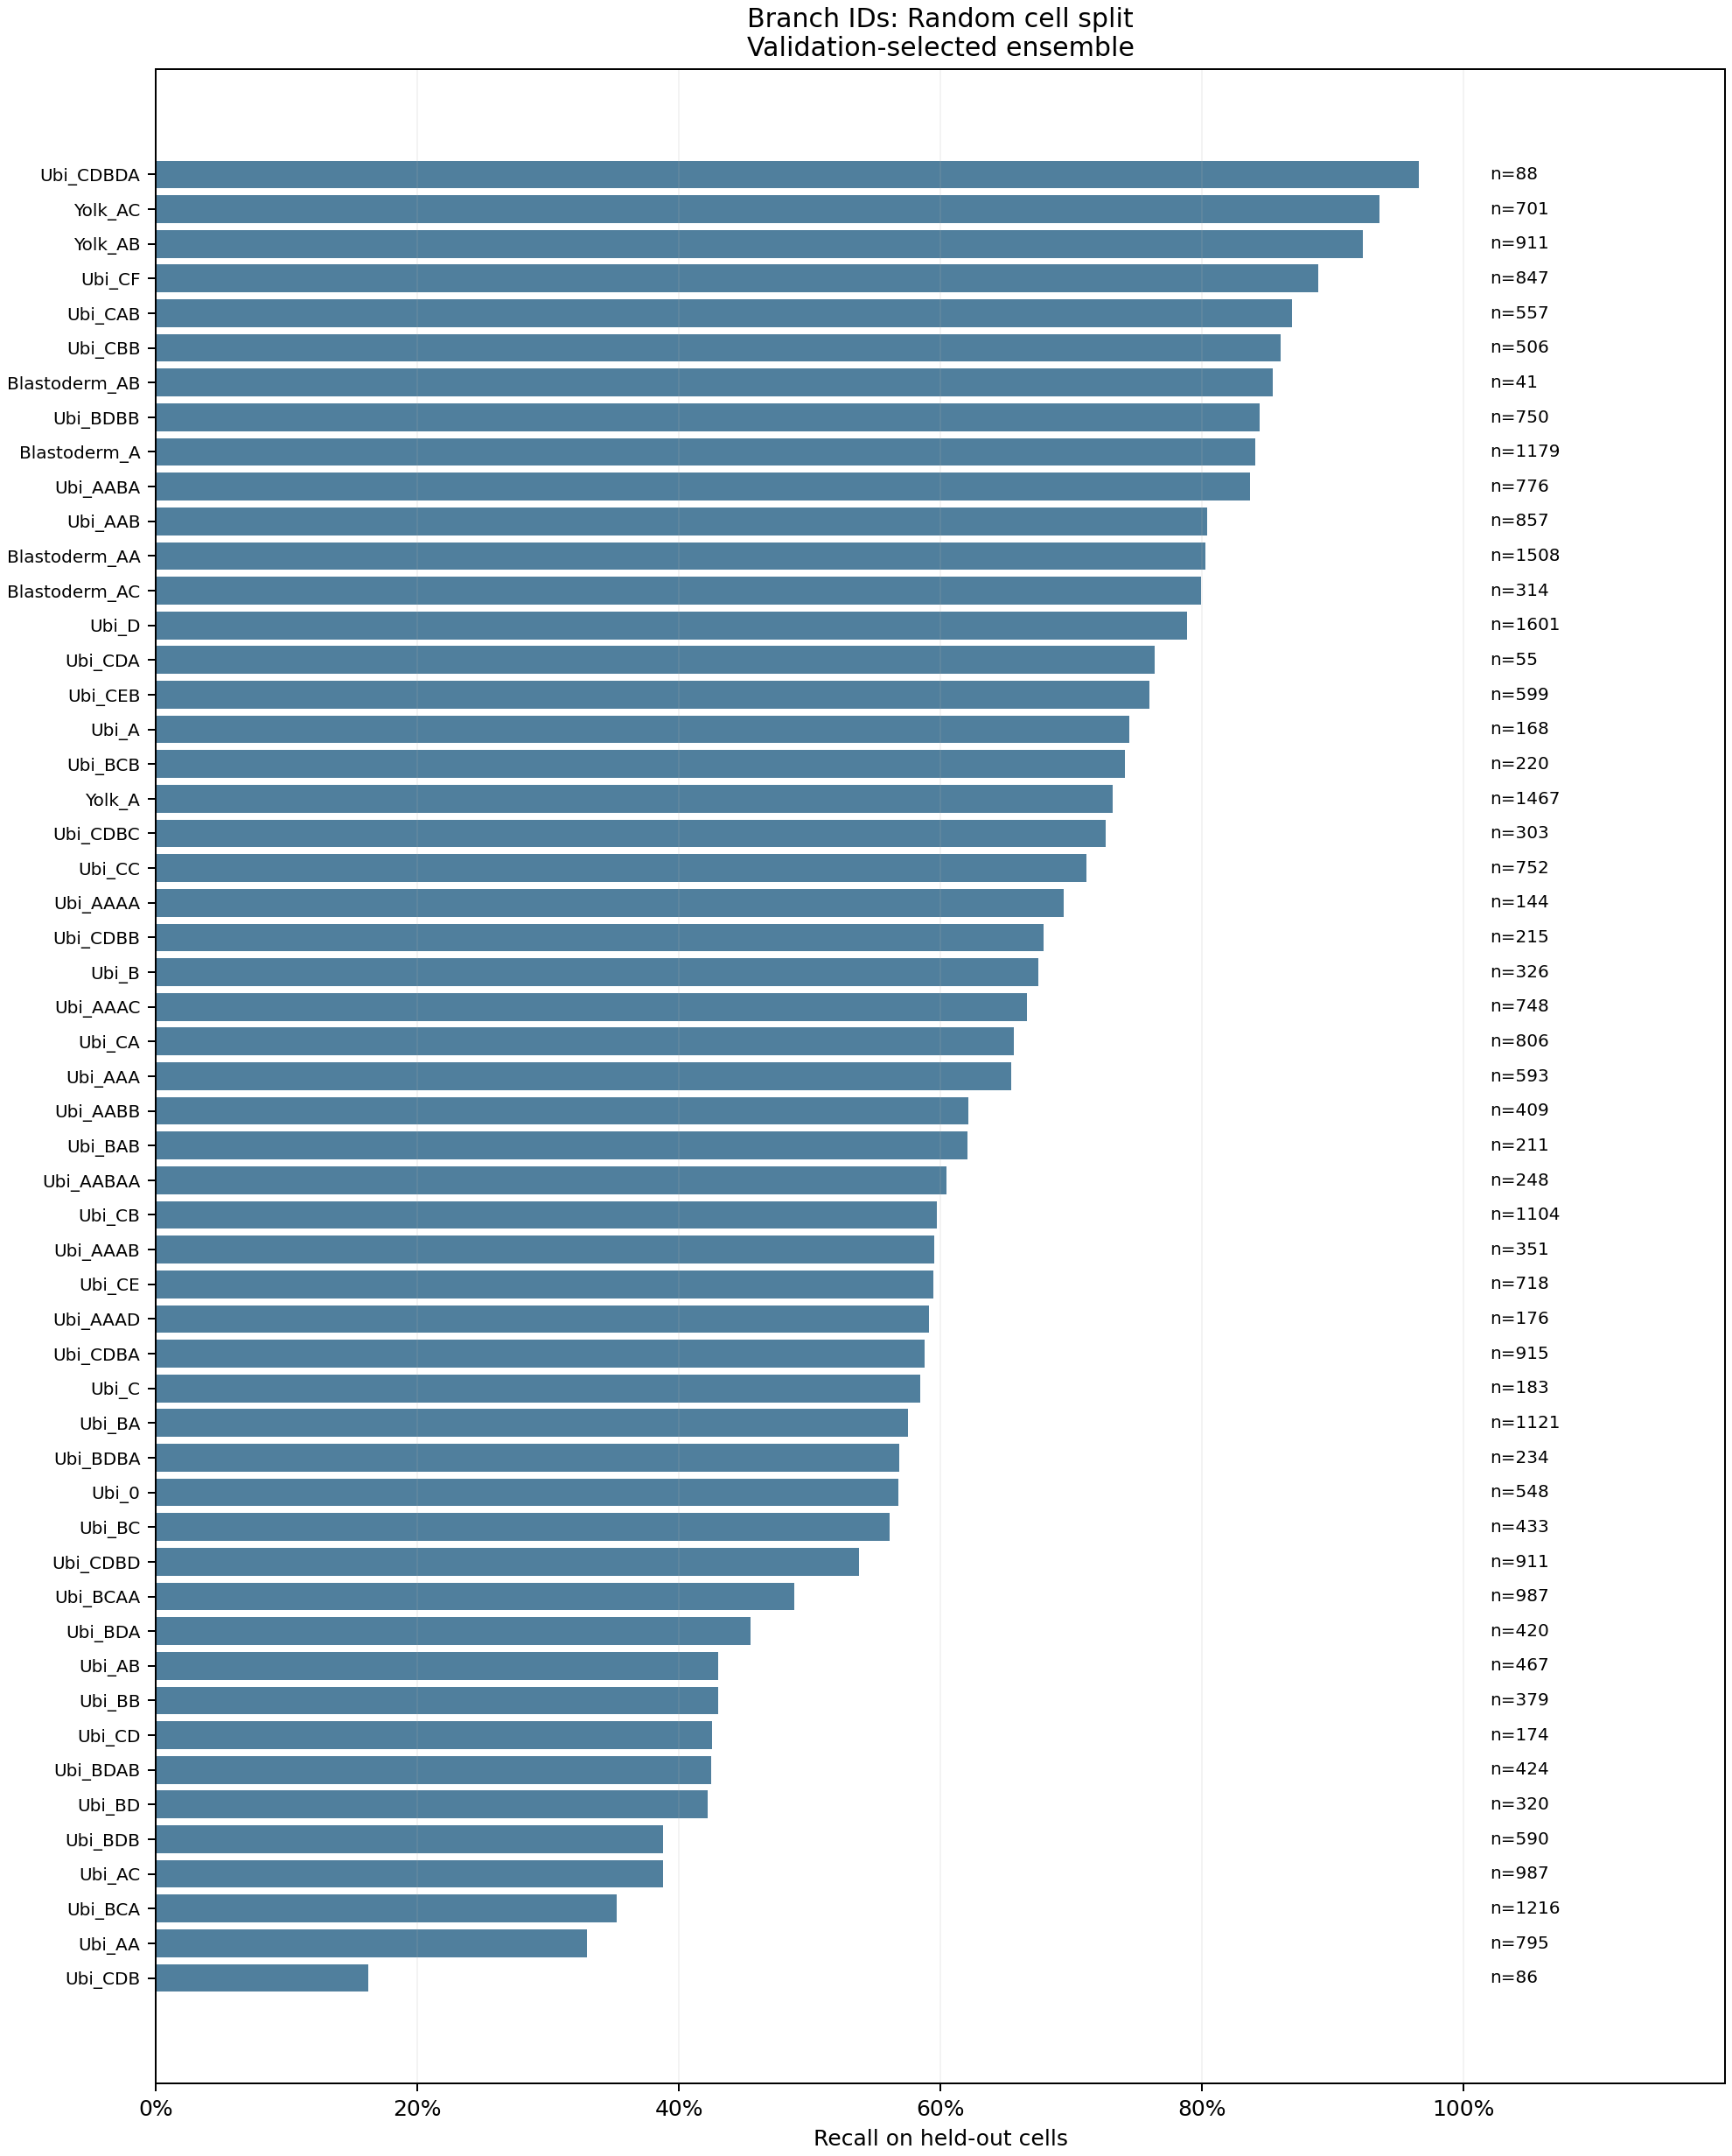 Branch IDs: Random cell split
Validation-selected ensemble
Ubi_CDBDA n=88
Yolk_AC n=701
Yolk_AB n=911
Ubi_CF n=847
Ubi_CAB n=557
Ubi_CBB n=506
Blastoderm_AB n=41
Ubi_BDBB n=750
Blastoderm_A n=1179
Ubi_AABA n=776
Ubi_AAB n=857
Blastoderm_AA n=1508
Blastoderm_AC n=314
Ubi_D n=1601
Ubi_CDA n=55
Ubi_CEB n=599
Ubi_A n=168
Ubi_BCB n=220
Yolk_A n=1467
Ubi_CDBC n=303
Ubi_CC n=752
Ubi_AAAA n=144
Ubi_CDBB n=215
Ubi_B n=326
Ubi_AAAC n=748
Ubi_CA n=806
Ubi_AAA n=593
Ubi_AABB n=409
Ubi_BAB n=211
Ubi_AABAA n=248
Ubi_CB n=1104
Ubi_AAAB n=351
Ubi_CE n=718
Ubi_AAAD n=176
Ubi_CDBA n=915
Ubi_C n=183
Ubi_BA n=1121
Ubi_BDBA n=234
Ubi_0 n=548
Ubi_BC n=433
Ubi_CDBD n=911
Ubi_BCAA n=987
Ubi_BDA n=420
Ubi_AB n=467
Ubi_BB n=379
Ubi_CD n=174
Ubi_BDAB n=424
Ubi_BD n=320
Ubi_BDB n=590
Ubi_AC n=987
Ubi_BCA n=1216
Ubi_AA n=795
Ubi_CDB n=86
0% 20% 40% 60% 80% 100%
Recall on held-out cells